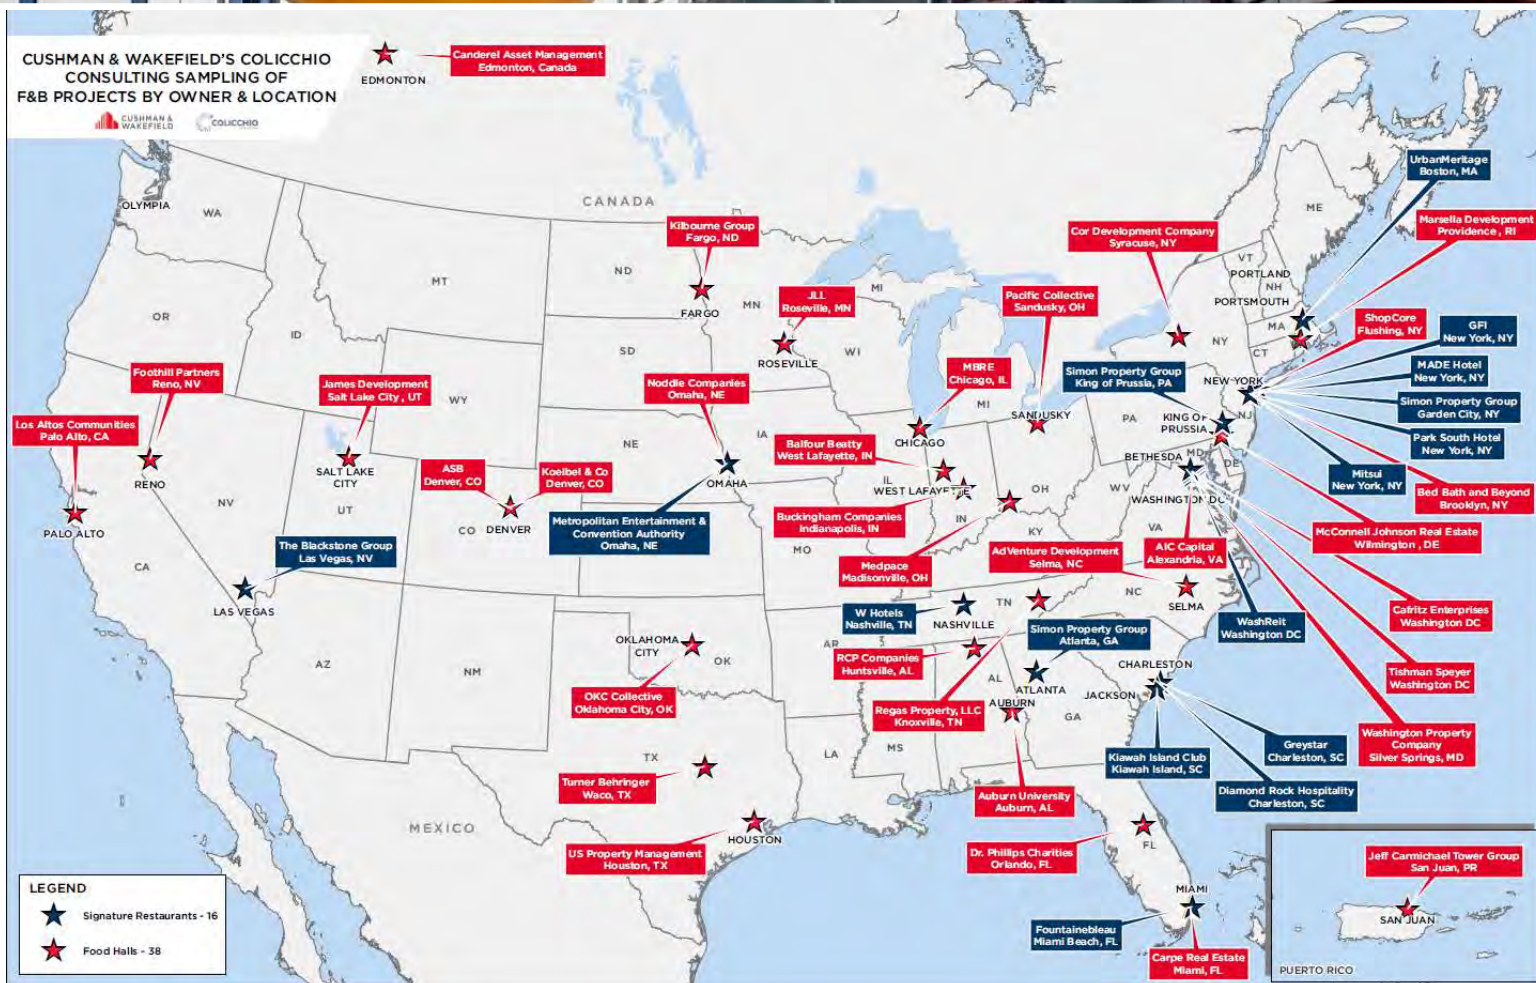 CUSHMAN & WAKEFIELD'S COLICCHIO
CONSULTING SAMPLING OF
F&B PROJECTS BY OWNER & LOCATION
CUSHMAN &
WAKEFIELD
COLICCHIO
EDMONTON
Canderel Asset Management
Edmonton, Canada
CANADA
OLYMPIA
WA
OR
ID
MT
ND
SD
WY
NE
MN
WI
MI
IA
ME
VT
NH
PORTLAND
PORTSMOUTH
MA
CT
NY
UrbanMeritage
Boston, MA
Marsella Development
Providence , RI
Cor Development Company
Syracuse, NY
Kilbourne Group
Fargo, ND
FARGO
JLL
Roseville, MN
ROSEVILLE
Pacific Collective
Sandusky, OH
SANDUSKY
MI
ShopCore
Flushing, NY
GFI
New York, NY
MADE Hotel
New York, NY
Simon Property Group
Garden City, NY
Park South Hotel
New York, NY
Mitsui
New York, NY
Bed Bath and Beyond
Brooklyn, NY
McConnell Johnson Real Estate
Wilmington , DE
NEW YORK
Simon Property Group
King of Prussia, PA
KING OF
PRUSSIA
PA
NJ
MBRE
Chicago, IL
CHICAGO
Foothill Partners
Reno, NV
RENO
James Development
Salt Lake City , UT
SALT LAKE
CITY
Noddle Companies
Omaha, NE
OMAHA
Los Altos Communities
Palo Alto, CA
PALO ALTO
Balfour Beatty
West Lafayette, IN
WEST LAFAYETTE
IL
IN
OH
BETHESDA
MD
DE
WASHINGTON DC
WV
VA
ASB
Denver, CO
Koelbel & Co
Denver, CO
DENVER
CO
NV
UT
CA
Metropolitan Entertainment &
Convention Authority
Omaha, NE
Buckingham Companies
Indianapolis, IN
MO
KY
Medpace
Madisonville, OH
AdVenture Development
Selma, NC
AIC Capital
Alexandria, VA
The Blackstone Group
Las Vegas, NV
LAS VEGAS
Cafritz Enterprises
Washington DC
WashReit
Washington DC
Tishman Speyer
Washington DC
Washington Property
Company
Silver Springs, MD
NC
SELMA
TN
W Hotels
Nashville, TN
NASHVILLE
Simon Property Group
Atlanta, GA
OKLAHOMA
CITY
OK
AR
AZ
NM
RCP Companies
Huntsville, AL
AL
ATLANTA
AUBURN
GA
CHARLESTON
JACKSON
OKC Collective
Oklahoma City, OK
Regas Property, LLC
Knoxville, TN
Kiawah Island Club
Kiawah Island, SC
Greystar
Charleston, SC
Diamond Rock Hospitality
Charleston, SC
TX
LA
MS
Turner Behringer
Waco, TX
Auburn University
Auburn, AL
MEXICO
HOUSTON
US Property Management
Houston, TX
Dr. Phillips Charities
Orlando, FL
FL
MIAMI
Fountainebleau
Miami Beach, FL
Carpe Real Estate
Miami, FL
Jeff Carmichael Tower Group
San Juan, PR
SAN JUAN
PUERTO RICO
LEGEND
Signature Restaurants - 16
Food Halls - 38